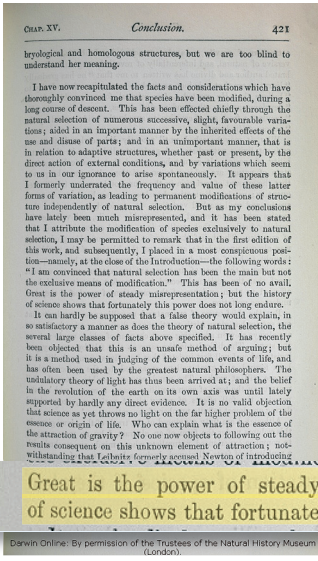 CHAP. XV. Conclusion. 421
bryological and homologous structures, but we are too blind to
understand her meaning.
I have now recapitulated the facts and considerations which have
thoroughly convinced me that species have been modified, during a
long course of descent. This has been effected chiefly through the
natural selection of numerous successive, slight, favourable varia-
tions; aided in an important manner by the inherited effects of the
use and disuse of parts; and in an unimportant manner, that is
in relation to adaptive structures, whether past or present, by the
direct action of external conditions, and by variations which seem
to us in our ignorance to arise spontaneously. It appears that
I formerly underrated the frequency and value of these latter
forms of variation, as leading to permanent modifications of struc-
ture independently of natural selection. But as my conclusions
have lately been much misrepresented, and it has been stated
that I attribute the modification of species exclusively to natural
selection, I may be permitted to remark that in the first edition of
this work, and subsequently, I placed in a most conspicuous posi-
tion—namely, at the close of the Introduction—the following words:
"I am convinced that natural selection has been the main but not
the exclusive means of modification." This has been of no avail.
Great is the power of steady misrepresentation; but the history
of science shows that fortunately this power does not long endure.
It can hardly be supposed that a false theory would explain, in
so satisfactory a manner as does the theory of natural selection, the
several large classes of facts above specified. It has recently
been objected that this is an unsafe method of arguing; but
it is a method used in judging of the common events of life, and
has often been used by the greatest natural philosophers. The
undulatory theory of light has thus been arrived at; and the belief
in the revolution of the earth on its own axis was until lately
supported by hardly any direct evidence. It is no valid objection
that science as yet throws no light on the far higher problem of the
essence or origin of life. Who can explain what is the essence of
the attraction of gravity? No one now objects to following out the
results consequent on this unknown element of attraction; not-
withstanding that Leibnitz formerly accused Newton of introducing
Great is the power of steady
of science shows that fortunate
Darwin Online: By permission of the Trustees of the Natural History Museum
(London).